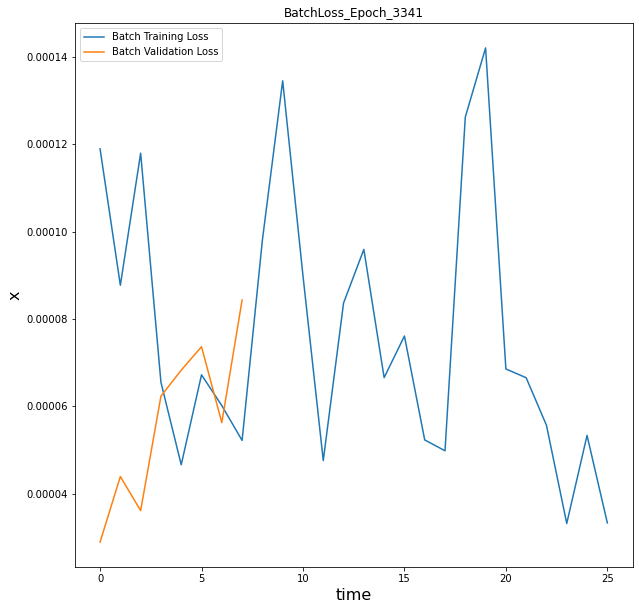 BatchLoss_Epoch_3341
Batch Training Loss
Batch Validation Loss
0.00014
0.00012
0.00010
0.00008
0.00006
0.00004
x
0 5 10 15 20 25
time